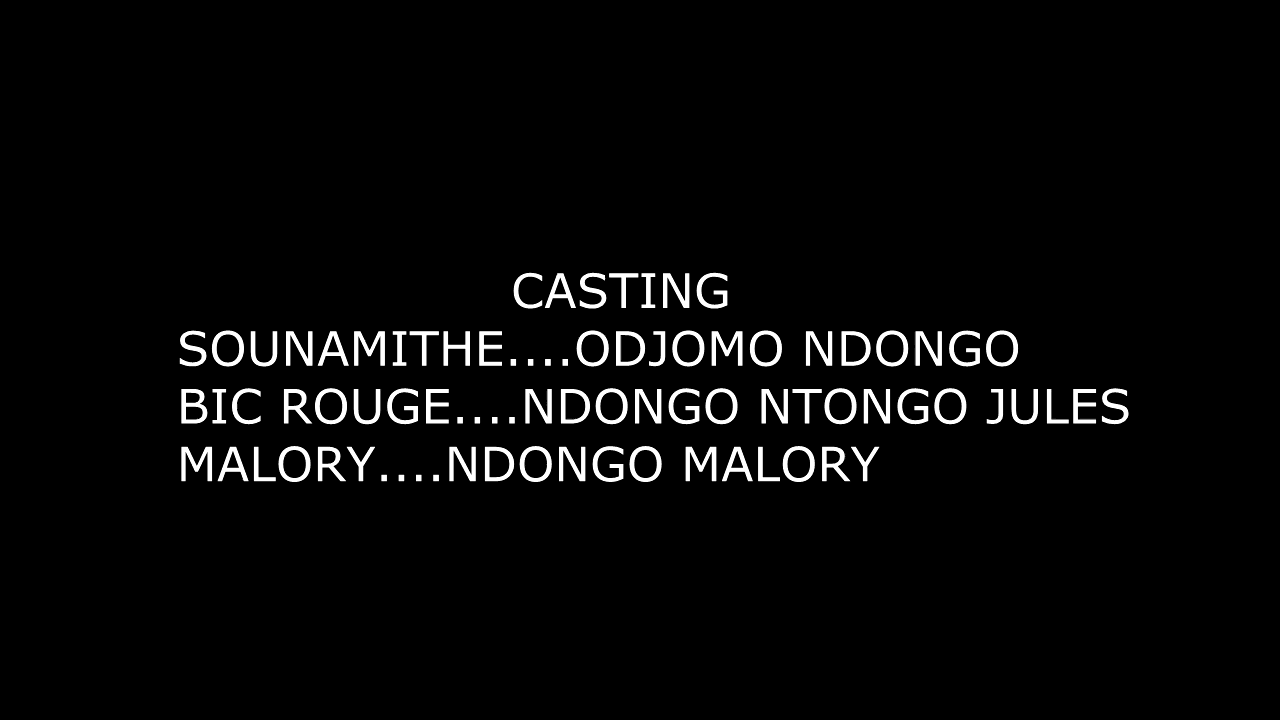 CASTING
SOUNAMITHE....ODJOMO NDONGO
BIC ROUGE....NDONGO NTONGO JULES
MALORY....NDONGO MALORY